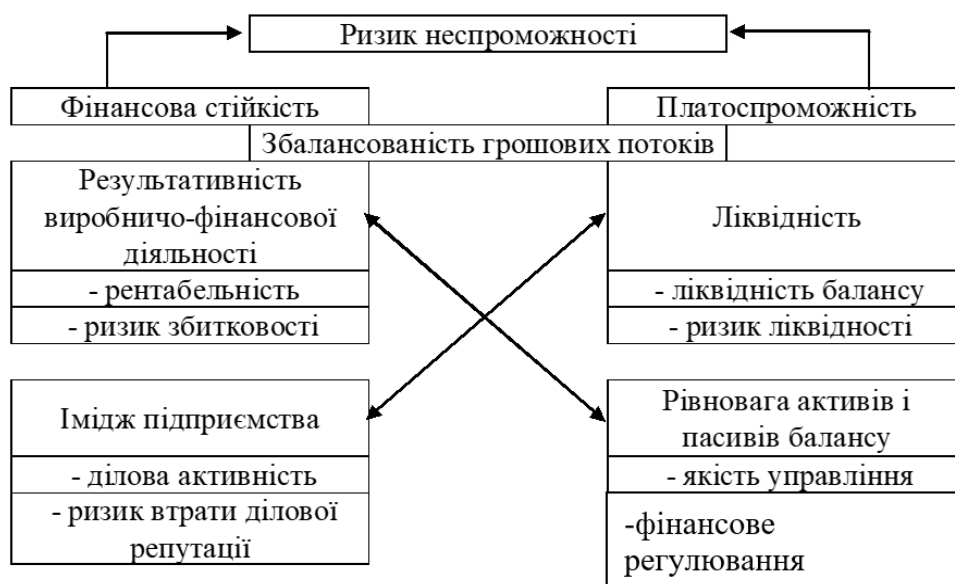 Ризик неспроможності
Фінансова стійкість
Платоспроможність
Збалансованість грошових потоків
Результативність
виробничо-фінансової
діяльності
- рентабельність
- ризик збитковості
Ліквідність
- ліквідність балансу
- ризик ліквідності
Імідж підприємства
- ділова активність
- ризик втрати ділової
репутації
Рівновага активів і
пасивів балансу
- якість управління
-фінансове
регулювання